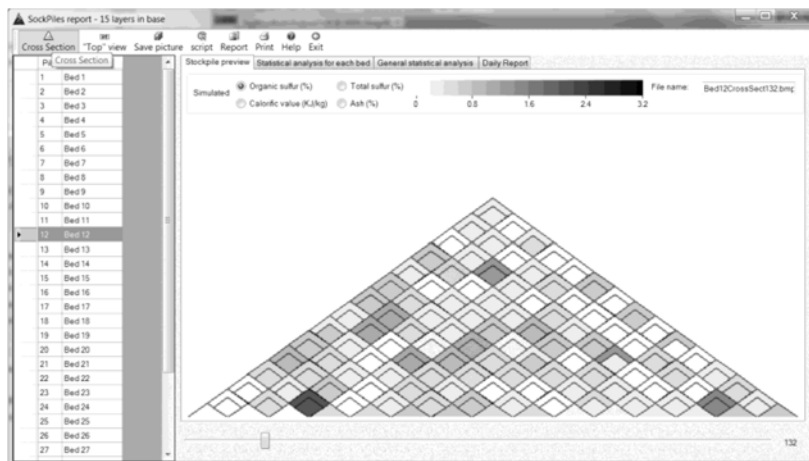 SockPiles report - 15 layers in base
Cross Section "Top" view Save picture script Report Print Help Exit
Cross Section
Stockpile preview Statistical analysis for each bed General statistical analysis Daily Report
1 Bed 1
2 Bed 2
3 Bed 3
4 Bed 4
5 Bed 5
6 Bed 6
7 Bed 7
8 Bed 8
9 Bed 9
10 Bed 10
11 Bed 11
12 Bed 12
13 Bed 13
14 Bed 14
15 Bed 15
16 Bed 16
17 Bed 17
18 Bed 18
19 Bed 19
20 Bed 20
21 Bed 21
22 Bed 22
23 Bed 23
24 Bed 24
25 Bed 25
26 Bed 26
27 Bed 27
Simulated
Organic sulfur (%) Total sulfur (%)
Calorific value (KJ/kg) Ash (%)
0 0.8 1.6 2.4 3.2
File name: Bed12CrossSect132.bmp
132